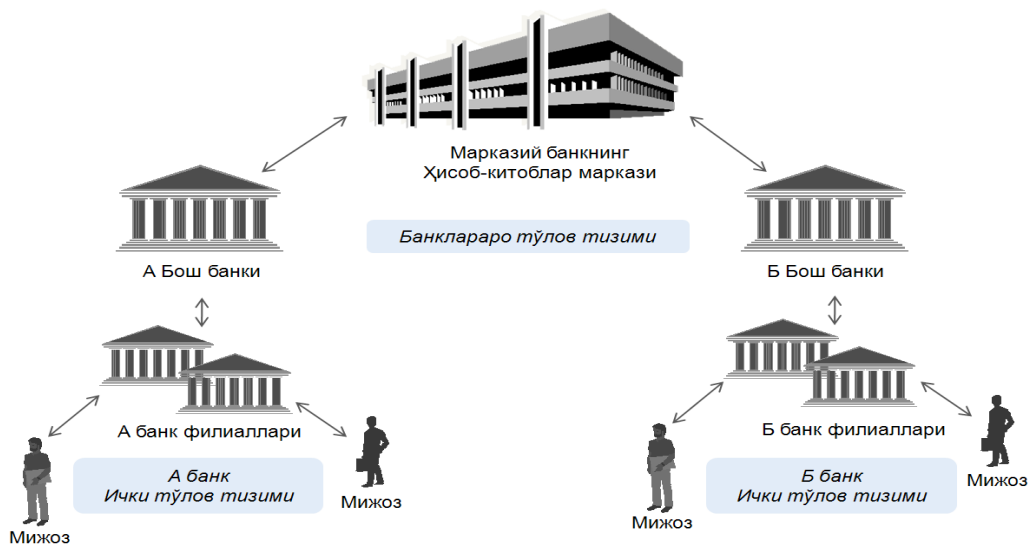 Марказий банкнинг
Ҳисоб-китоблар маркази
Банклараро тўлов тизими
А Бош банки
Б Бош банки
А банк филиаллари
Б банк филиаллари
А банк
Ички тўлов тизими
Б банк
Ички тўлов тизими
Мижоз
Мижоз
Мижоз
Мижоз